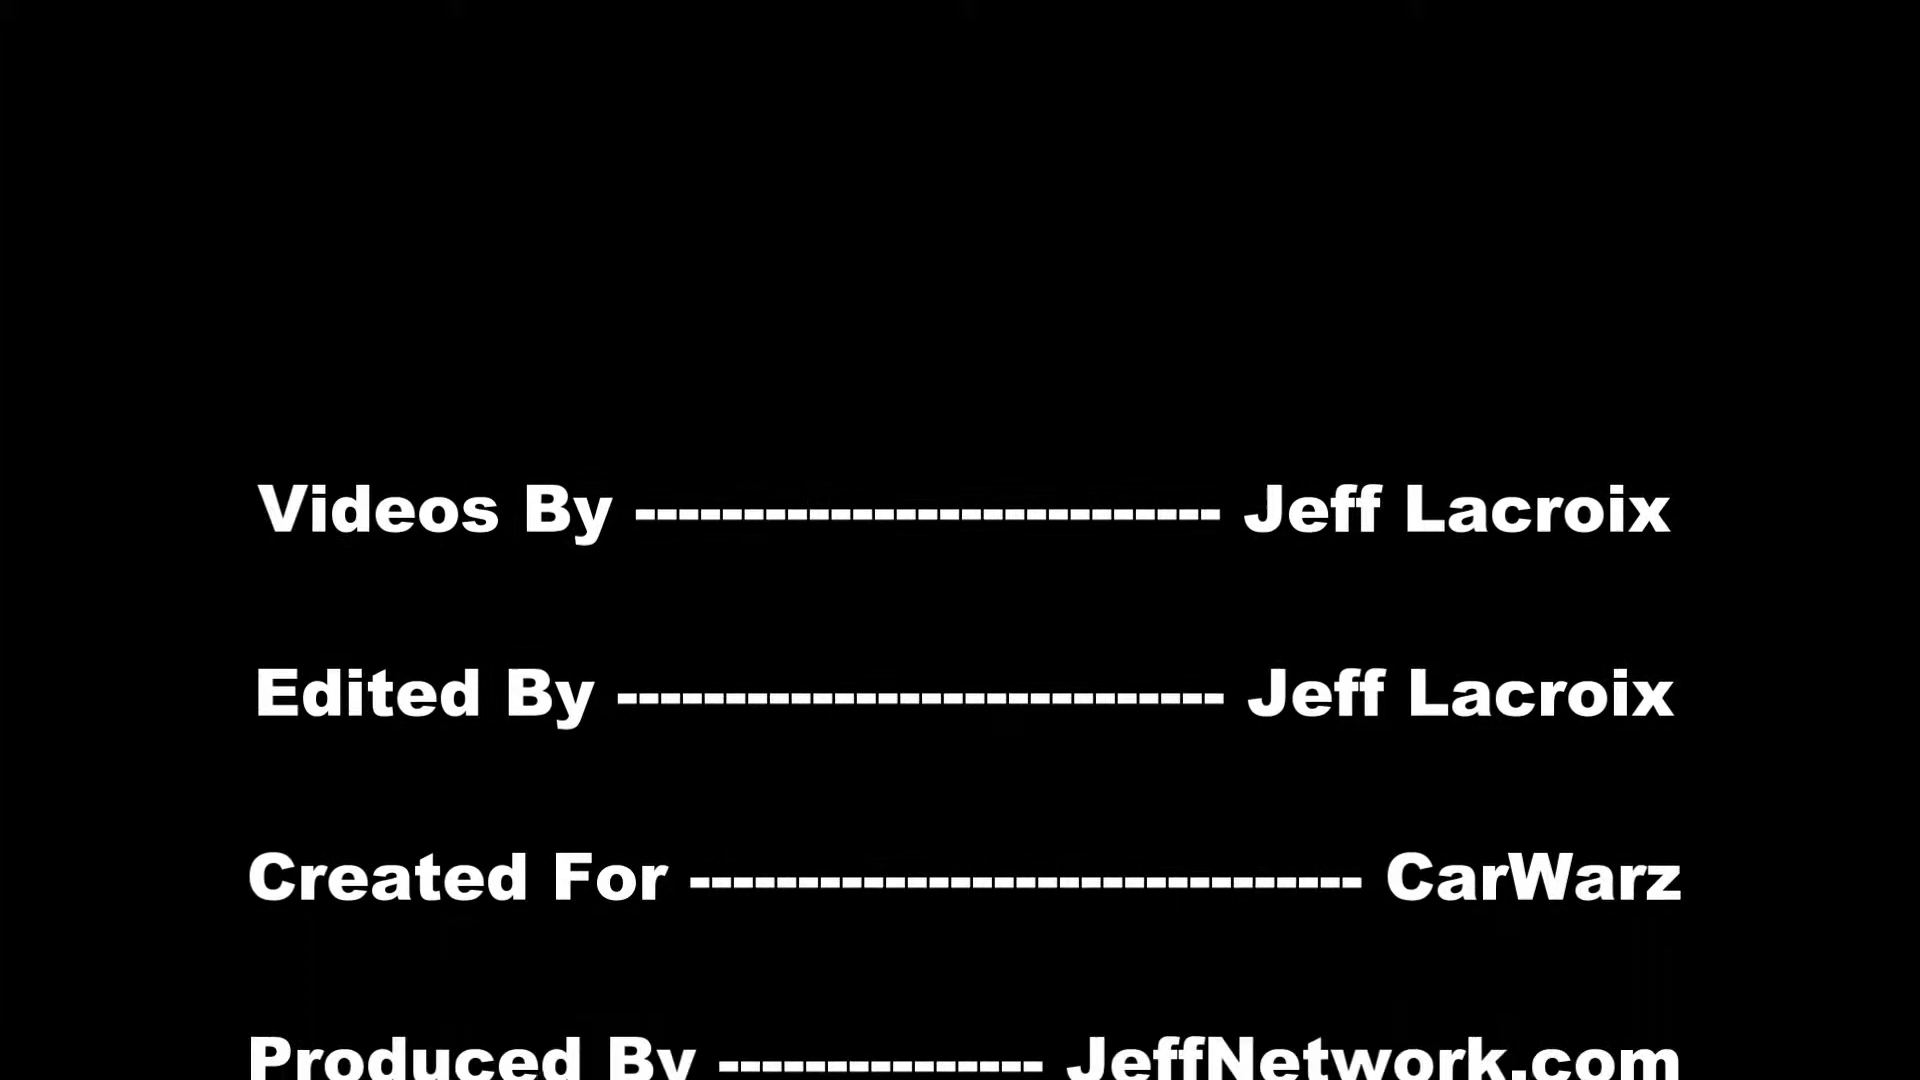 Videos By --------------------------- Jeff Lacroix
Edited By ---------------------------- Jeff Lacroix
Created For ------------------------------- CarWarz
Produced By --------------- JeffNetwork.com